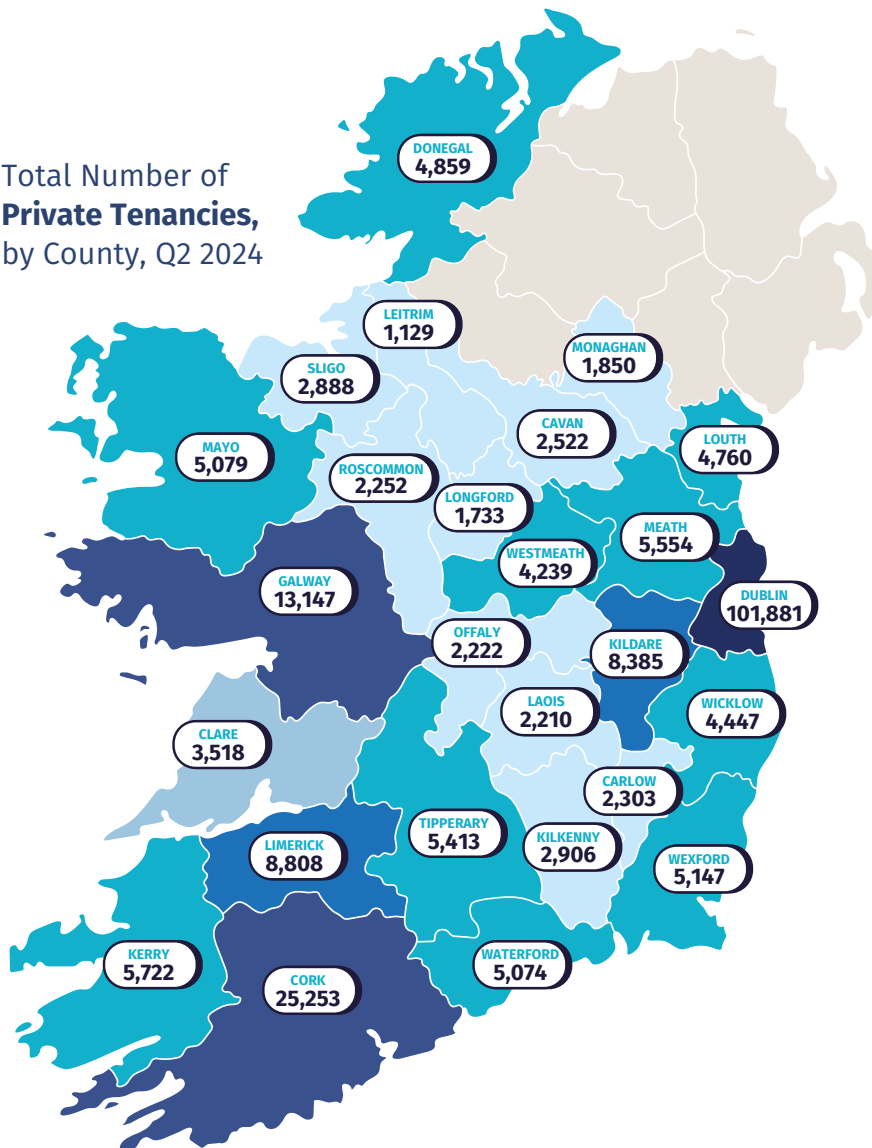 Total Number of
Private Tenancies,
by County, Q2 2024
DONEGAL
4,859
LEITRIM
1,129
MONAGHAN
1,850
SLIGO
2,888
CAVAN
2,522
LOUTH
4,760
MAYO
5,079
ROSCOMMON
2,252
LONGFORD
1,733
MEATH
5,554
WESTMEATH
4,239
GALWAY
13,147
DUBLIN
101,881
OFFALY
2,222
KILDARE
8,385
LAOIS
2,210
WICKLOW
4,447
CLARE
3,518
CARLOW
2,303
TIPPERARY
5,413
KILKENNY
2,906
LIMERICK
8,808
WEXFORD
5,147
KERRY
5,722
WATERFORD
5,074
CORK
25,253